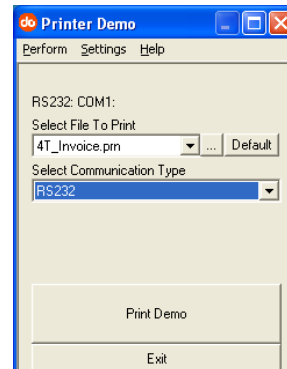 do Printer Demo
Perform Settings Help
RS232: COM1:
Select File To Print
4T_Invoice.prn ... Default
Select Communication Type
RS232
Print Demo
Exit